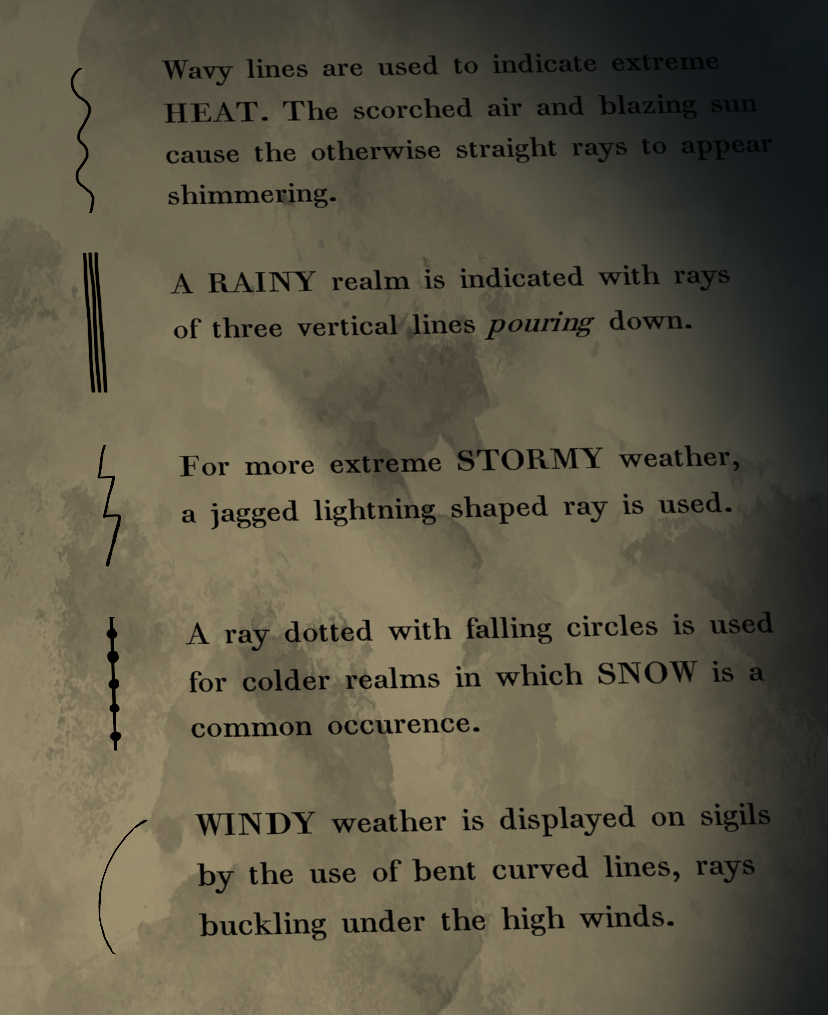 Wavy lines are used to indicate extreme
HEAT. The scorched air and blazing sun
cause the otherwise straight rays to appear
shimmering.
A RAINY realm is indicated with rays
of three vertical lines pouring down.
For more extreme STORMY weather,
a jagged lightning shaped ray is used.
A ray dotted with falling circles is used
for colder realms in which SNOW is a
common occurence.
WINDY weather is displayed on sigils
by the use of bent curved lines, rays
buckling under the high winds.